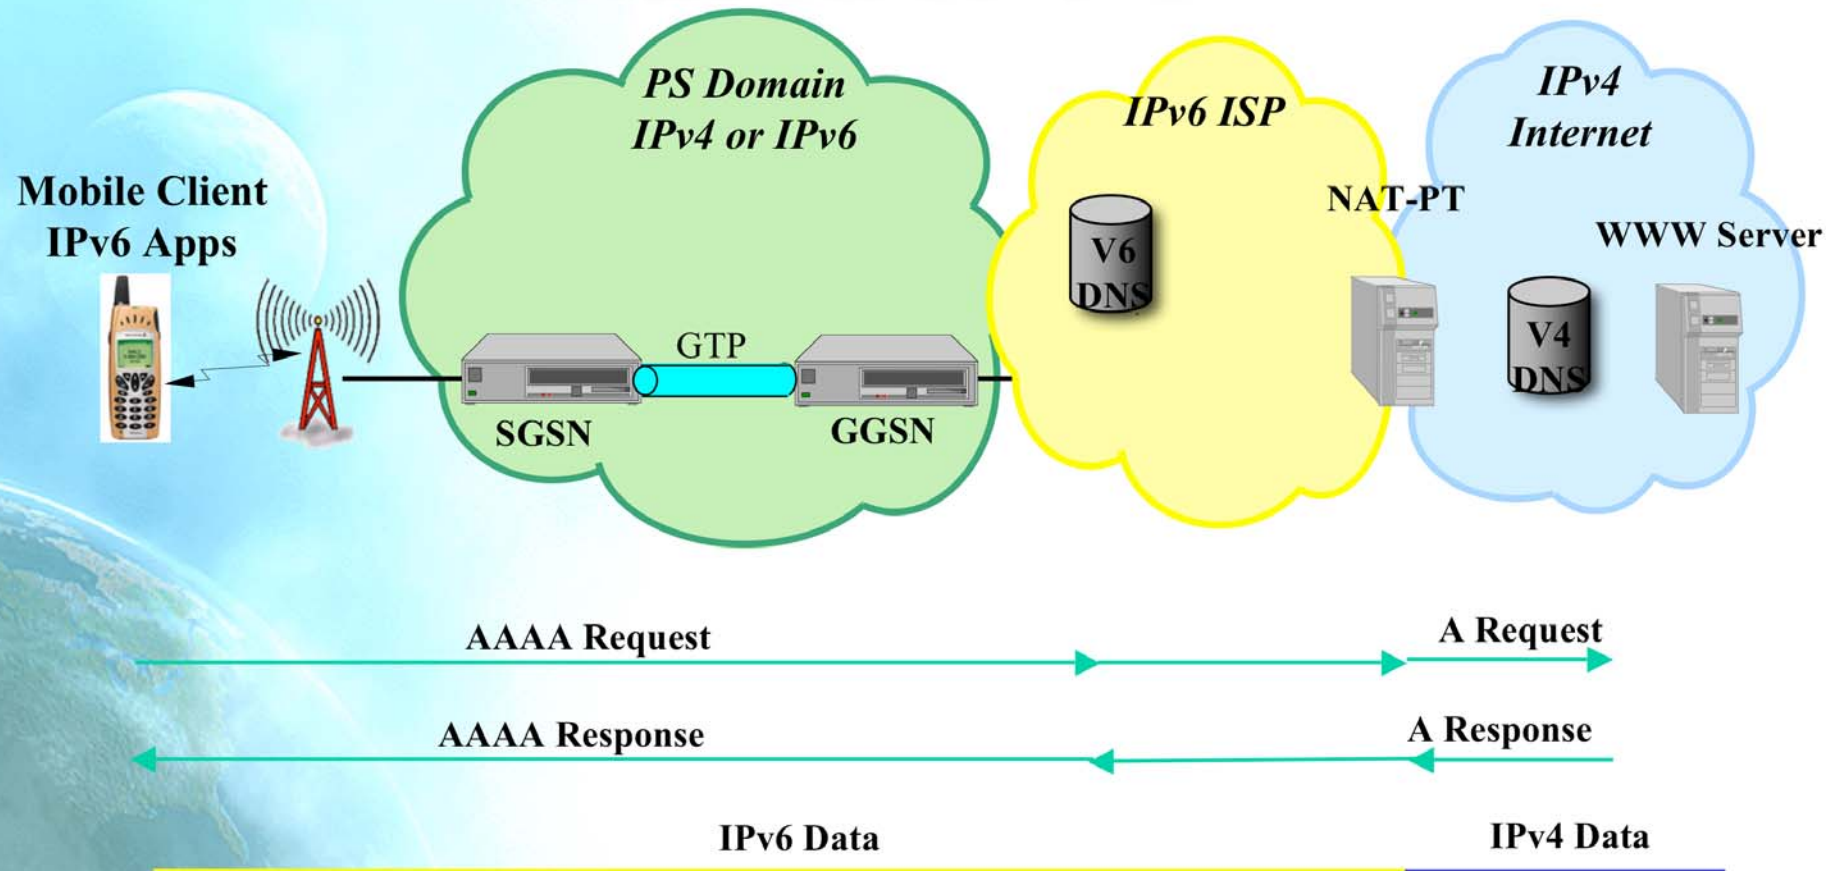 PS Domain
IPv4 or IPv6
IPv6 ISP
IPv4
Internet
Mobile Client
IPv6 Apps
NAT-PT
WWW Server
V6
DNS
V4
DNS
GTP
SGSN
GGSN
AAAA Request
A Request
AAAA Response
A Response
IPv6 Data
IPv4 Data